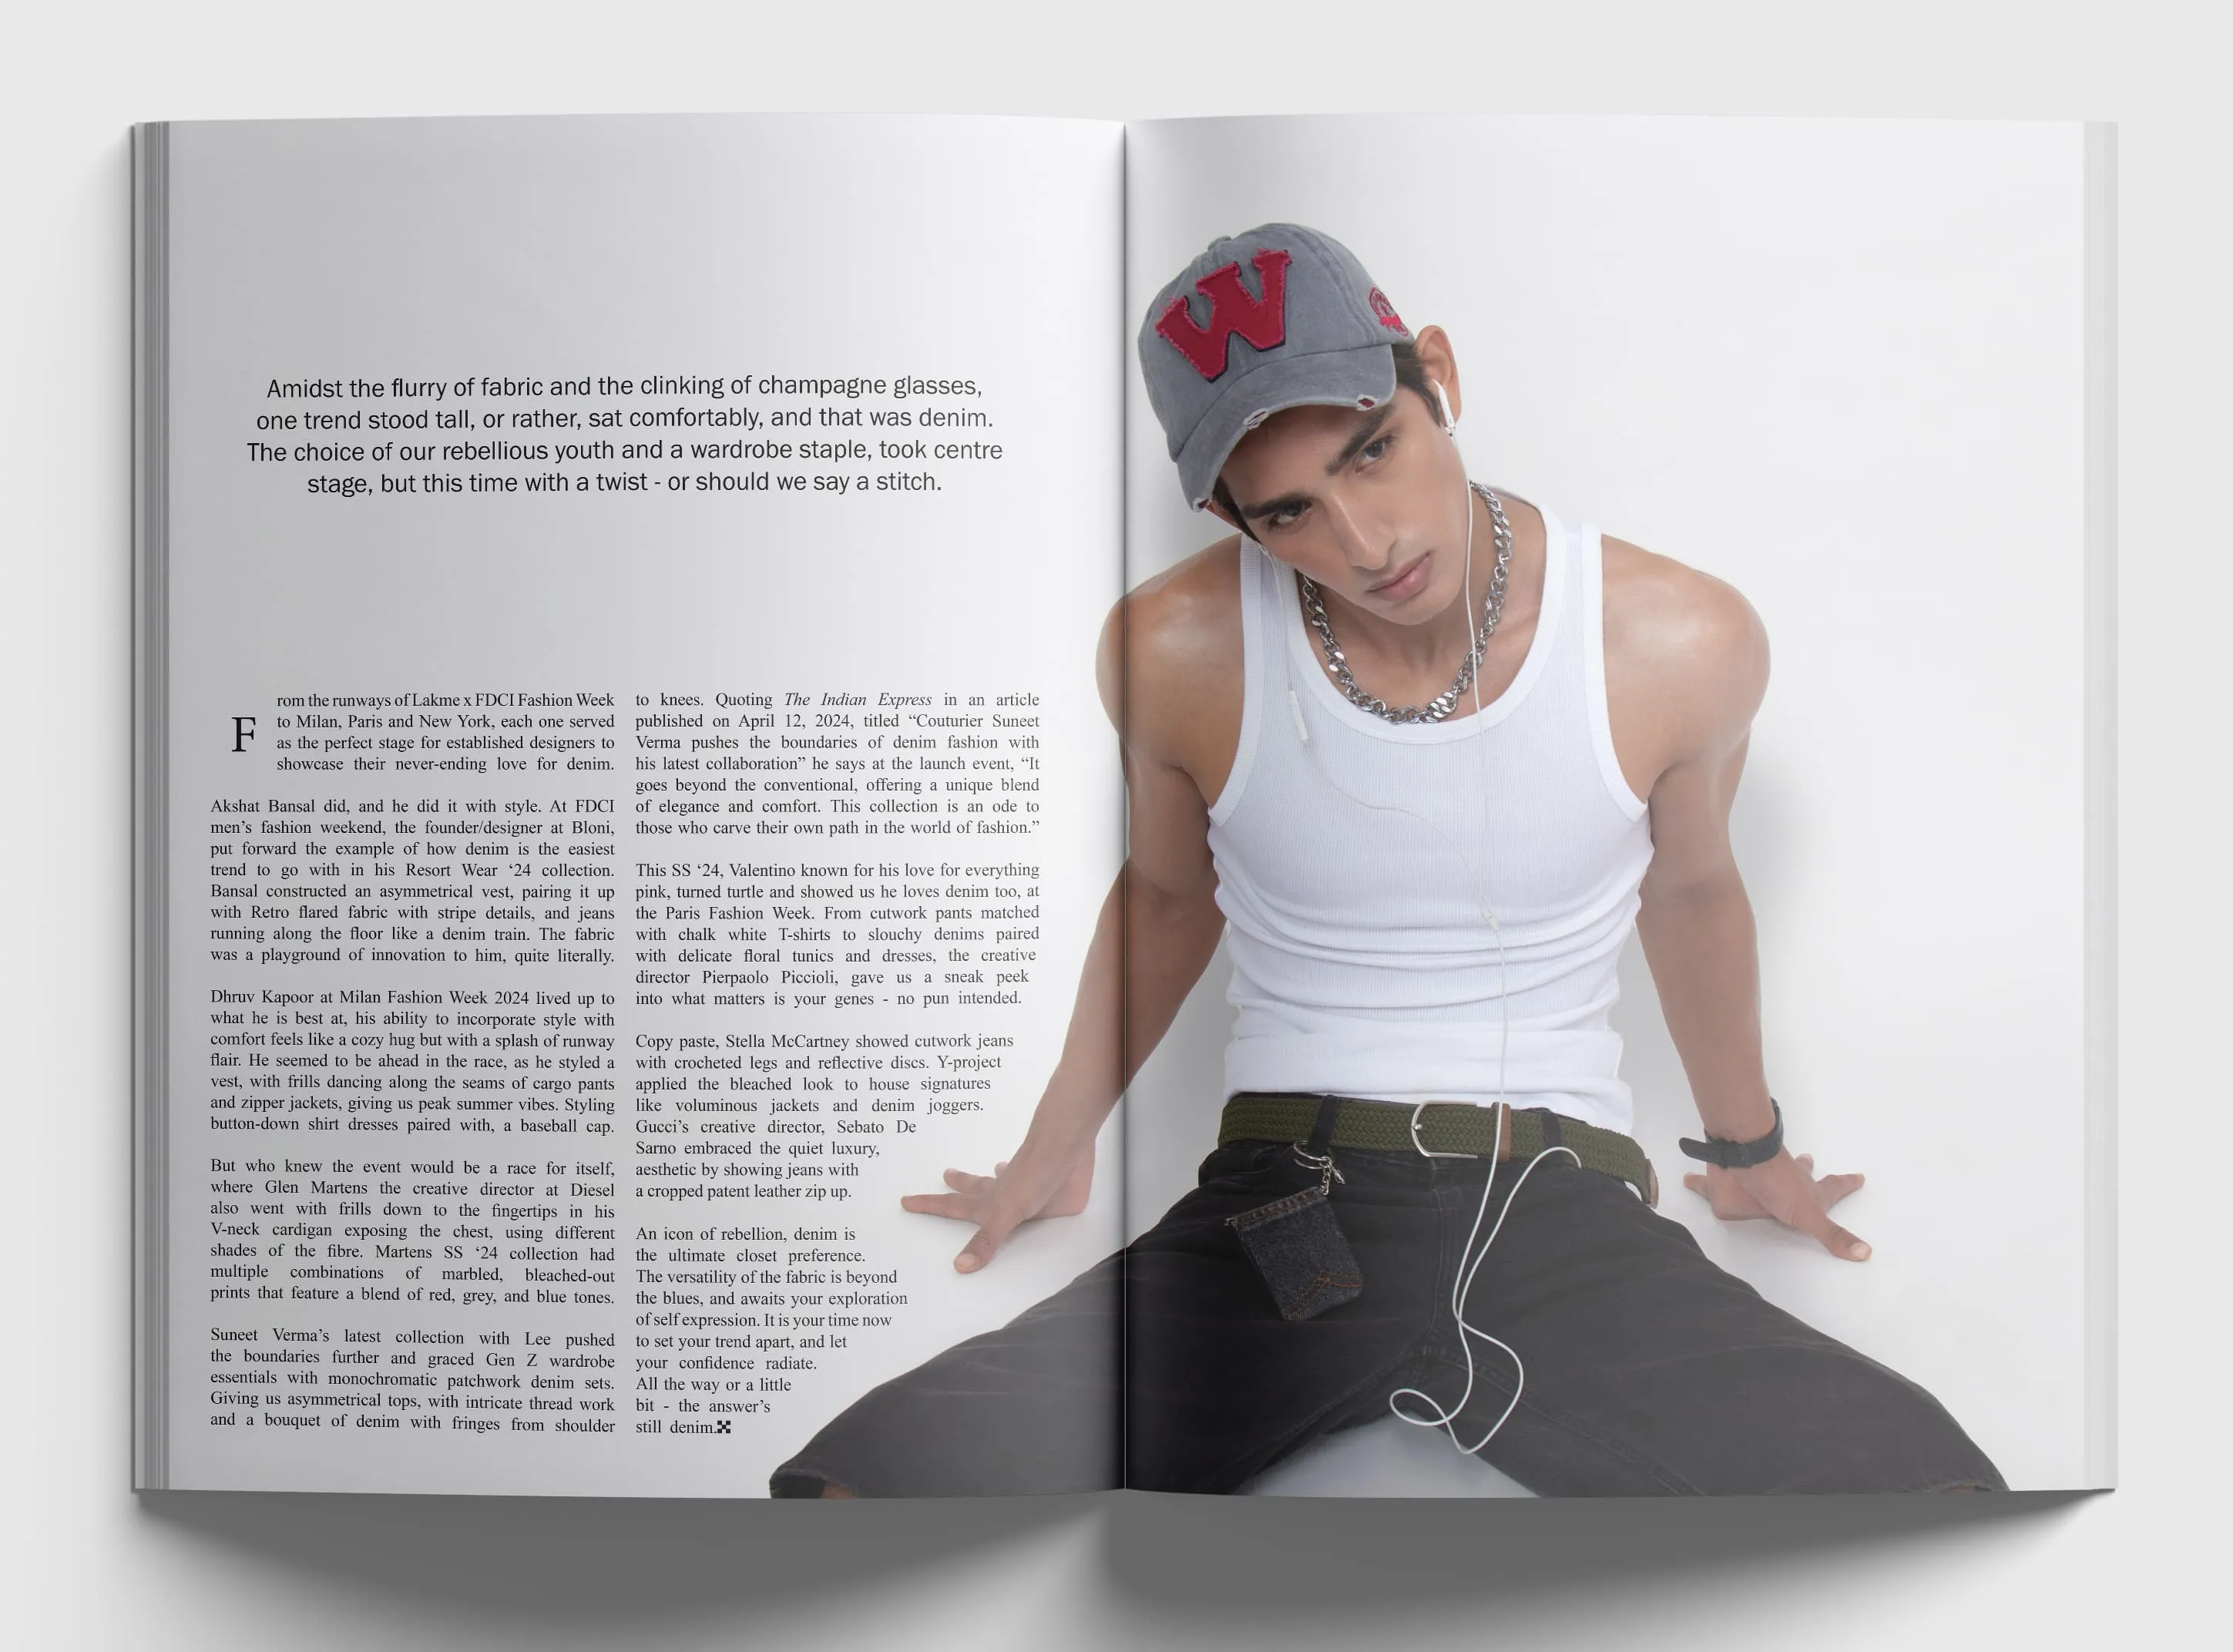 Amidst the flurry of fabric and the clinking of champagne glasses,
one trend stood tall, or rather, sat comfortably, and that was denim.
The choice of our rebellious youth and a wardrobe staple, took centre
stage, but this time with a twist - or should we say a stitch.
From the runways of Lakme x FDCI Fashion Week
to Milan, Paris and New York, each one served
as the perfect stage for established designers to
showcase their never-ending love for denim.
Akshat Bansal did, and he did it with style. At FDCI
men’s fashion weekend, the founder/designer at Bloni,
put forward the example of how denim is the easiest
trend to go with in his Resort Wear ‘24 collection.
Bansal constructed an asymmetrical vest, pairing it up
with Retro flared fabric with stripe details, and jeans
running along the floor like a denim train. The fabric
was a playground of innovation to him, quite literally.
Dhruv Kapoor at Milan Fashion Week 2024 lived up to
what he is best at, his ability to incorporate style with
comfort feels like a cozy hug but with a splash of runway
flair. He seemed to be ahead in the race, as he styled a
vest, with frills dancing along the seams of cargo pants
and zipper jackets, giving us peak summer vibes. Styling
button-down shirt dresses paired with, a baseball cap.
But who knew the event would be a race for itself,
where Glen Martens the creative director at Diesel
also went with frills down to the fingertips in his
V-neck cardigan exposing the chest, using different
shades of the fibre. Martens SS ‘24 collection had
multiple combinations of marbled, bleached-out
prints that feature a blend of red, grey, and blue tones.
Suneet Verma’s latest collection with Lee pushed
the boundaries further and graced Gen Z wardrobe
essentials with monochromatic patchwork denim sets.
Giving us asymmetrical tops, with intricate thread work
and a bouquet of denim with fringes from shoulder
to knees. Quoting The Indian Express in an article
published on April 12, 2024, titled “Couturier Suneet
Verma pushes the boundaries of denim fashion with
his latest collaboration” he says at the launch event, “It
goes beyond the conventional, offering a unique blend
of elegance and comfort. This collection is an ode to
those who carve their own path in the world of fashion.”
This SS ‘24, Valentino known for his love for everything
pink, turned turtle and showed us he loves denim too, at
the Paris Fashion Week. From cutwork pants matched
with chalk white T-shirts to slouchy denims paired
with delicate floral tunics and dresses, the creative
director Pierpaolo Piccioli, gave us a sneak peek
into what matters is your genes - no pun intended.
Copy paste, Stella McCartney showed cutwork jeans
with crocheted legs and reflective discs. Y-project
applied the bleached look to house signatures
like voluminous jackets and denim joggers.
Gucci’s creative director, Sebato De
Sarno embraced the quiet luxury,
aesthetic by showing jeans with
a cropped patent leather zip up.
An icon of rebellion, denim is
the ultimate closet preference.
The versatility of the fabric is beyond
the blues, and awaits your exploration
of self expression. It is your time now
to set your trend apart, and let
your confidence radiate.
All the way or a little
bit - the answer’s
still denim.
W